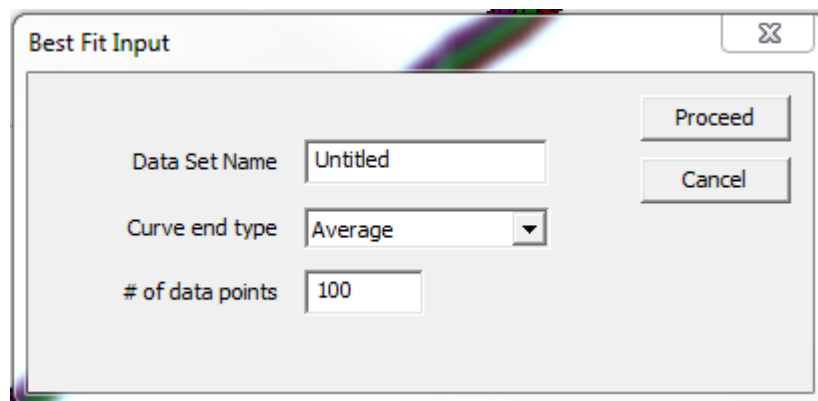 Best Fit Input
Proceed
Data Set Name Untitled
Cancel
Curve end type Average
# of data points 100